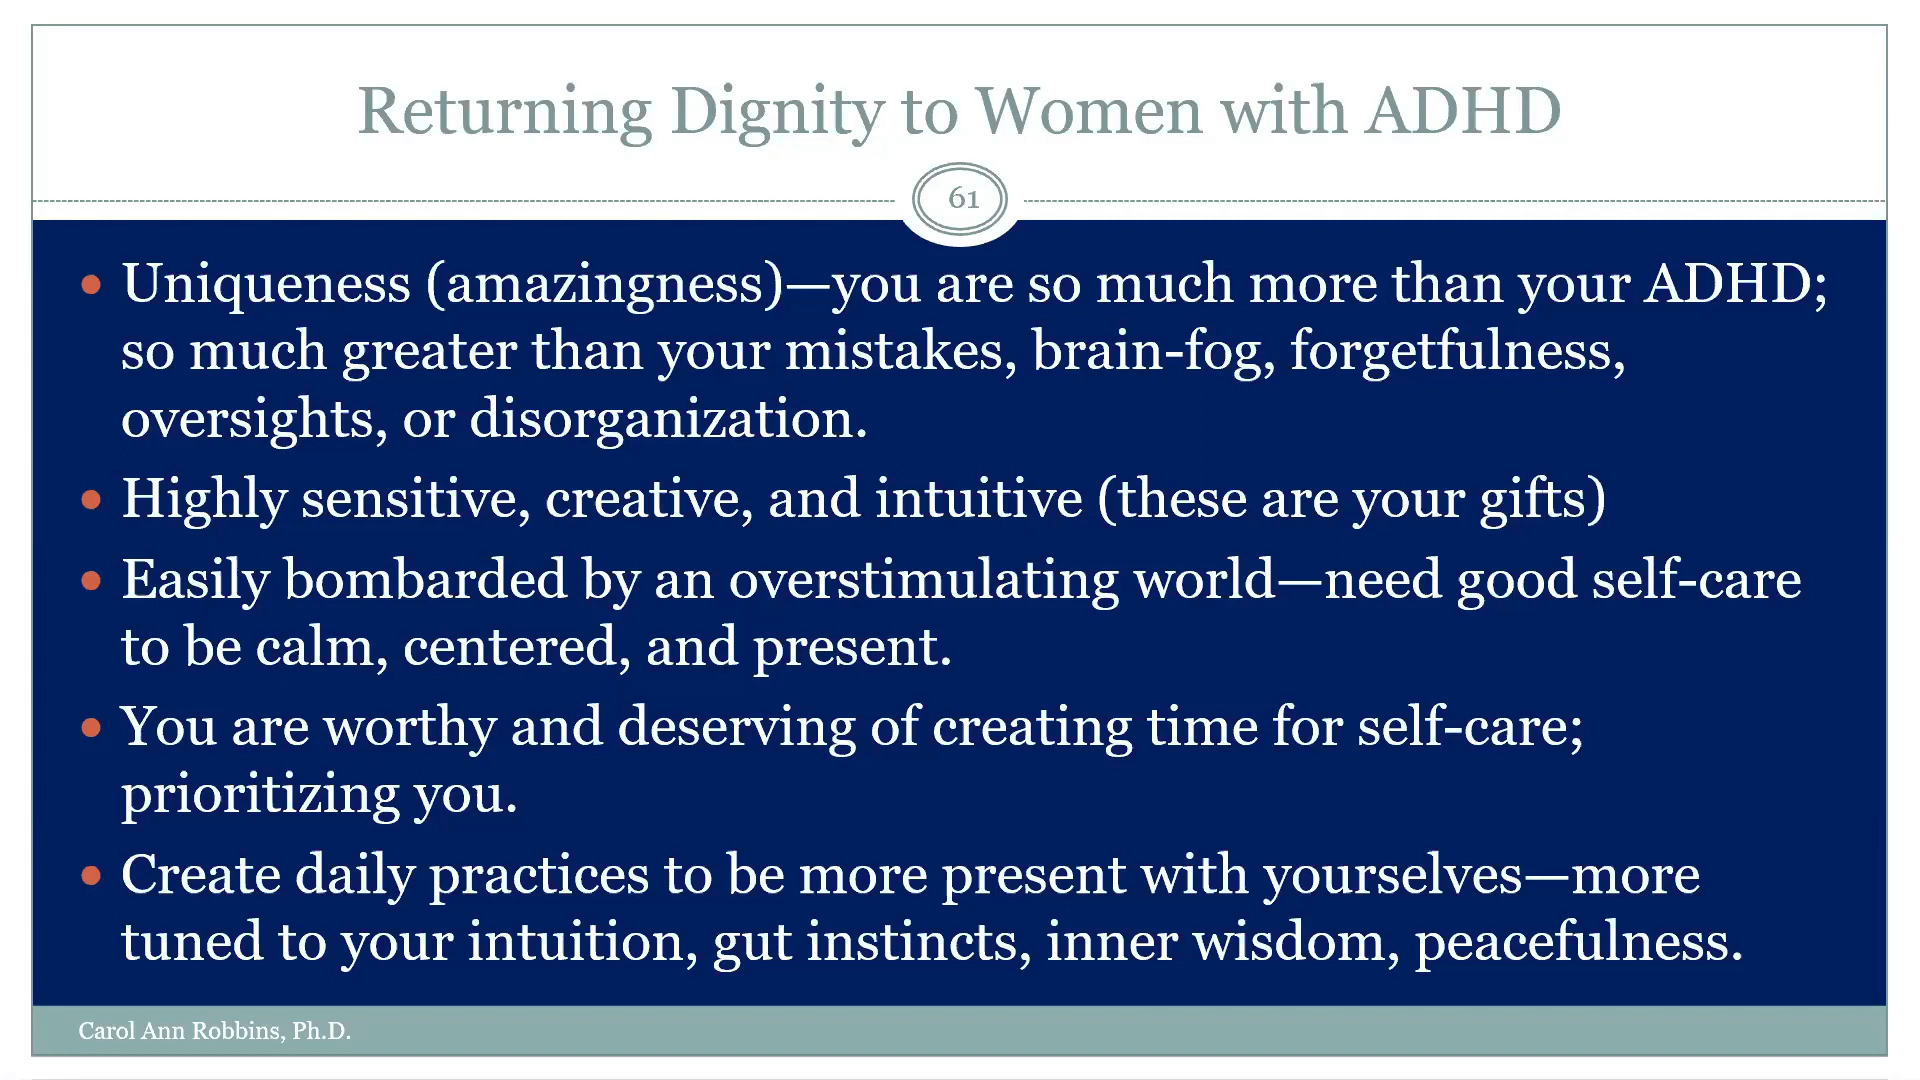 Returning Dignity to Women with ADHD
61
• Uniqueness (amazingness)—you are so much more than your ADHD;
so much greater than your mistakes, brain-fog, forgetfulness,
oversights, or disorganization.
• Highly sensitive, creative, and intuitive (these are your gifts)
• Easily bombarded by an overstimulating world—need good self-care
to be calm, centered, and present.
• You are worthy and deserving of creating time for self-care;
prioritizing you.
• Create daily practices to be more present with yourselves—more
tuned to your intuition, gut instincts, inner wisdom, peacefulness.
Carol Ann Robbins, Ph.D.